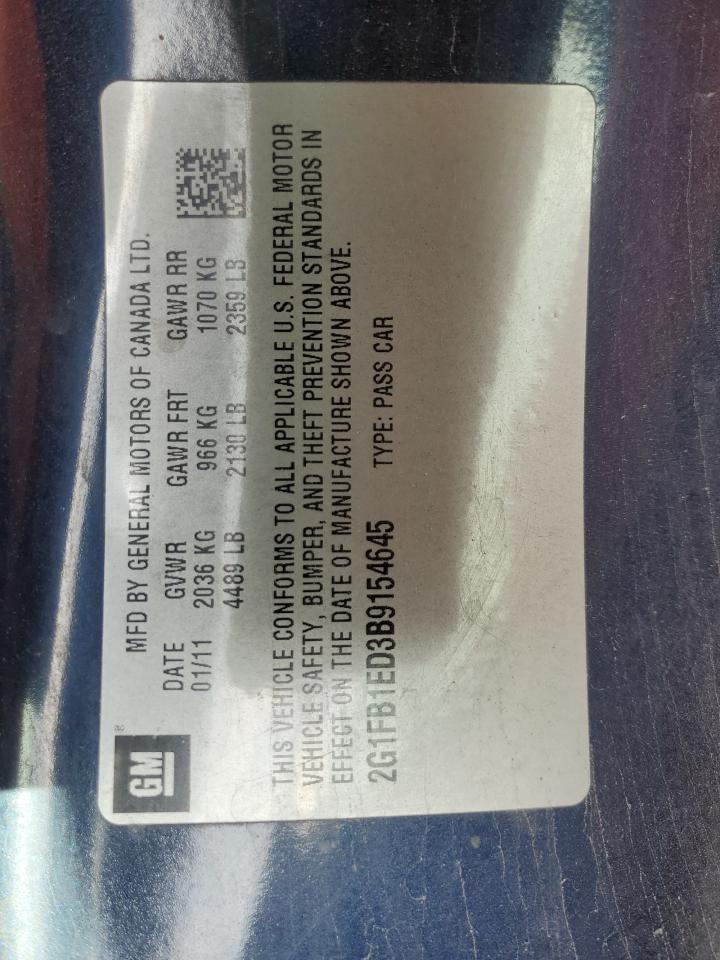 GM®
MFD BY GENERAL MOTORS OF CANADA LTD.
DATE GVWR GAWR FRT GAWR RR
01/11 2036 KG 966 KG 1070 KG
4489 LB 2130 LB 2359 LB
THIS VEHICLE CONFORMS TO ALL APPLICABLE U.S. FEDERAL MOTOR
VEHICLE SAFETY, BUMPER, AND THEFT PREVENTION STANDARDS IN
EFFECT ON THE DATE OF MANUFACTURE SHOWN ABOVE.
2G1FB1ED3B9154645 TYPE: PASS CAR